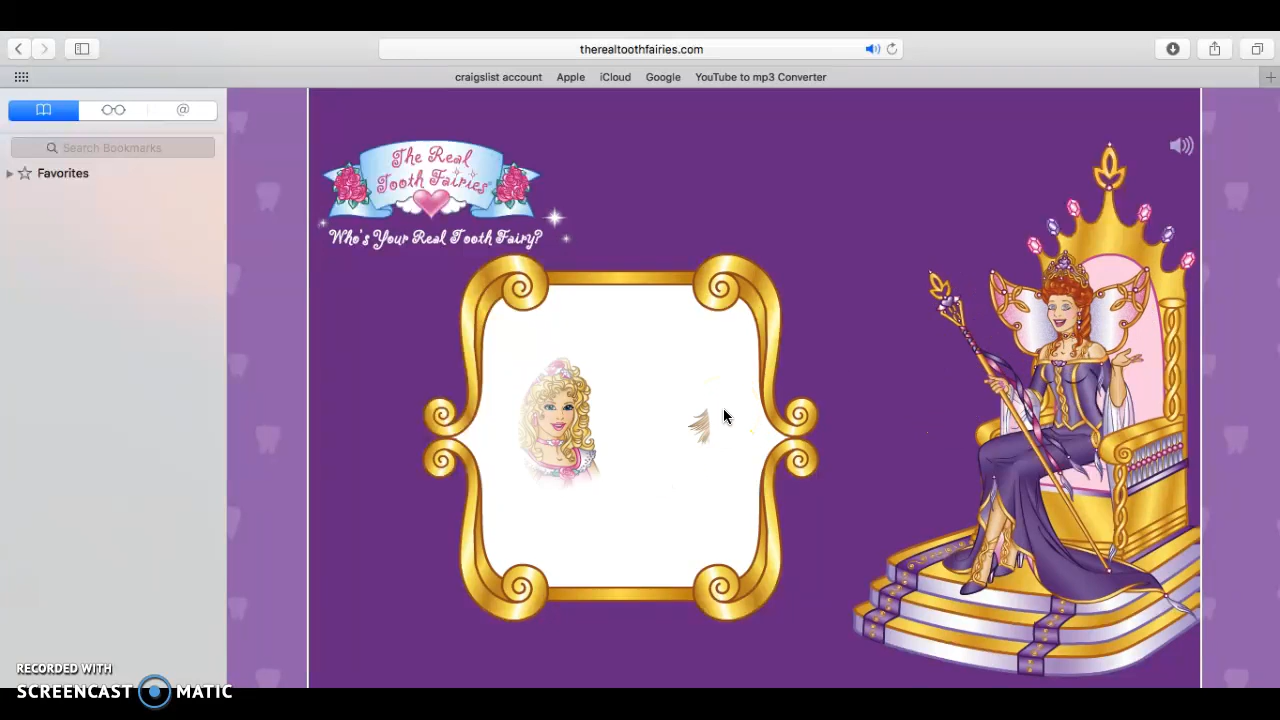 therealtoothfairies.com
craigslist account Apple iCloud Google YouTube to mp3 Converter
@
Search Bookmarks
Favorites
The Real
Tooth Fairies
Who's Your Real Tooth Fairy?
RECORDED WITH
SCREENCAST MATIC